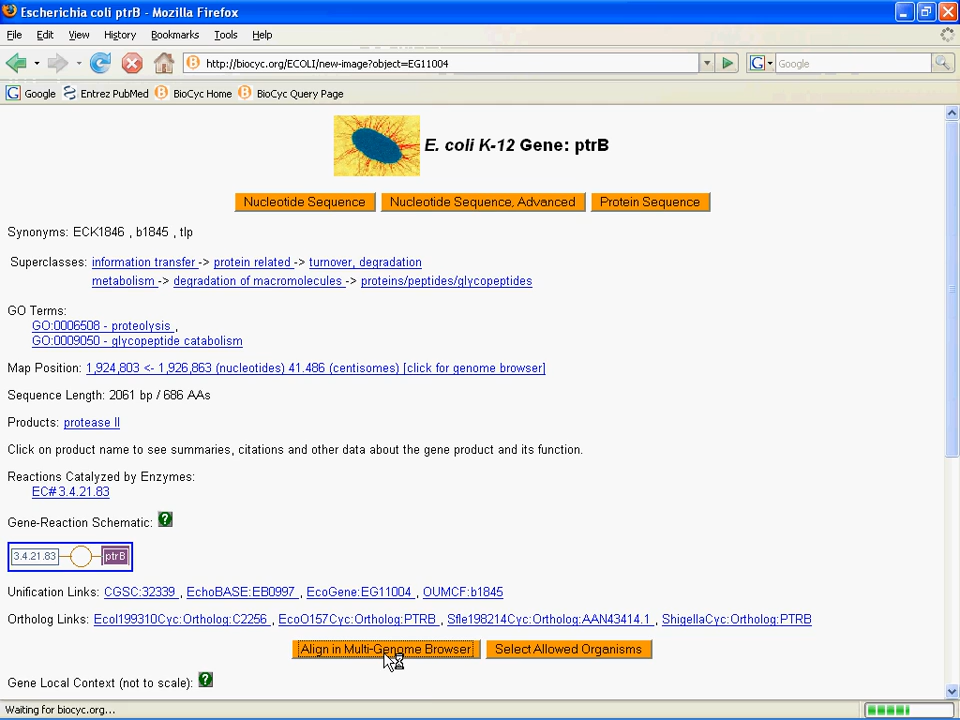 Escherichia coli ptrB - Mozilla Firefox
File Edit View History Bookmarks Tools Help
http://biocyc.org/ECOLI/new-image?object=EG11004
Google
Google Entrez PubMed BioCyc Home BioCyc Query Page
E. coli K-12 Gene: ptrB
Nucleotide Sequence Nucleotide Sequence, Advanced Protein Sequence
Synonyms: ECK1846 , b1845 , tlp
Superclasses: information transfer -> protein related -> turnover, degradation
metabolism -> degradation of macromolecules -> proteins/peptides/glycopeptides
GO Terms:
GO:0006508 - proteolysis ,
GO:0009050 - glycopeptide catabolism
Map Position: 1,924,803 <- 1,926,863 (nucleotides) 41.486 (centisomes) [click for genome browser]
Sequence Length: 2061 bp / 686 AAs
Products: protease II
Click on product name to see summaries, citations and other data about the gene product and its function.
Reactions Catalyzed by Enzymes:
EC# 3.4.21.83
Gene-Reaction Schematic: ?
3.4.21.83 ptrB
Unification Links: CGSC:32339 , EchoBASE:EB0997 , EcoGene:EG11004 , OUMCF:b1845
Ortholog Links: Ecol199310Cyc:Ortholog:C2256 , EcoO157Cyc:Ortholog:PTRB , Sfle198214Cyc:Ortholog:AAN43414.1 , ShigellaCyc:Ortholog:PTRB
Align in Multi-Genome Browser Select Allowed Organisms
Gene Local Context (not to scale): ?
Waiting for biocyc.org...